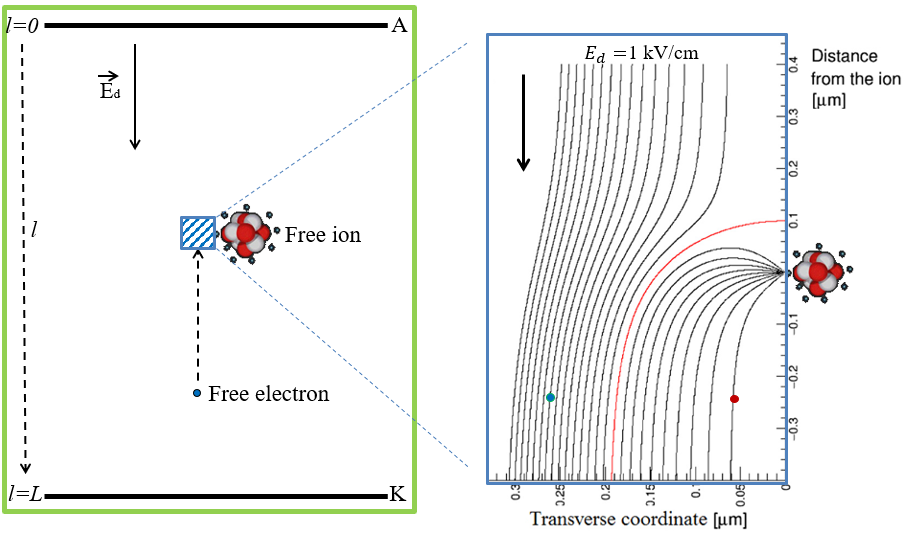 l=0
A
E⃗d
l
Free ion
Free electron
l=L
K
Ed =1 kV/cm
Distance
from the ion
[μm]
0.4
0.3
0.2
0.1
0
-0.1
-0.2
-0.3
0.3
0.25
0.2
0.15
0.1
0.05
0
Transverse coordinate [μm]